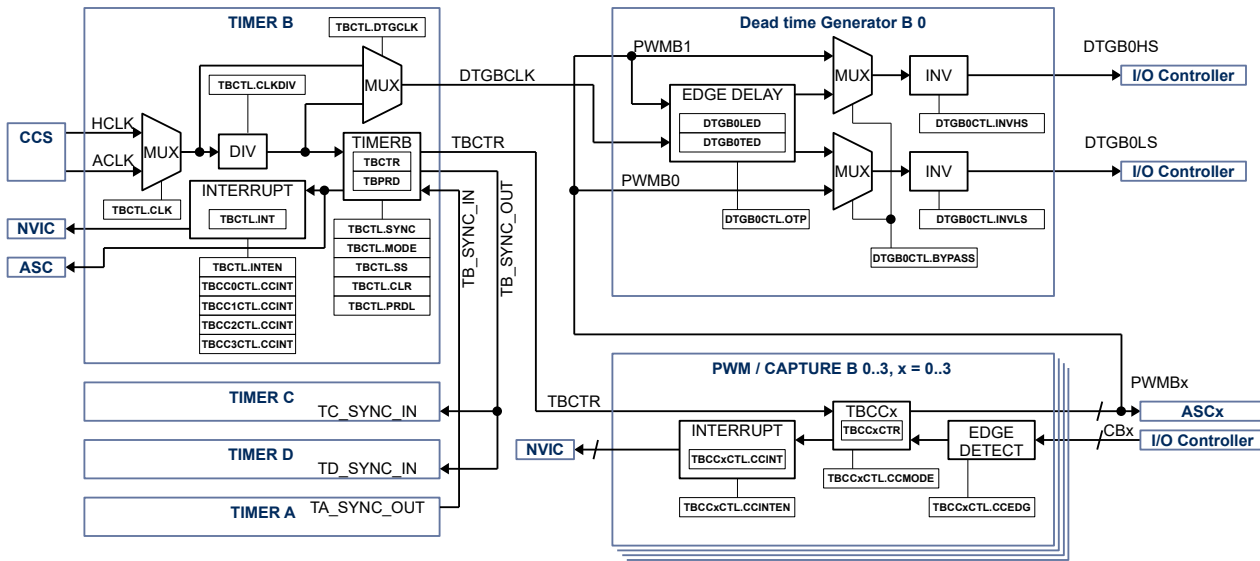 TIMER B
TBCTL.DTGCLK
MUX
TBCTL.CLKDIV
CCS
HCLK
ACLK
MUX
DIV
TBCTL.CLK
TIMERB
TBCTR
TBPRD
INTERRUPT
TBCTL.INT
NVIC
ASC
TBCTL.INTEN
TBCC0CTL.CCINT
TBCC1CTL.CCINT
TBCC2CTL.CCINT
TBCC3CTL.CCINT
TBCTL.SYNC
TBCTL.MODE
TBCTL.SS
TBCTL.CLR
TBCTL.PRDL
DTGBCLK
TBCTR
TB_SYNC_IN
TB_SYNC_OUT
TIMER C
TC_SYNC_IN
TIMER D
TD_SYNC_IN
TIMER A
TA_SYNC_OUT
Dead time Generator B 0
PWMB1
EDGE DELAY
DTGB0LED
DTGB0TED
PWMB0
DTGB0CTL.OTP
MUX
MUX
INV
DTGB0CTL.INVHS
INV
DTGB0CTL.INVLS
DTGB0CTL.BYPASS
DTGB0HS
I/O Controller
DTGB0LS
I/O Controller
PWM / CAPTURE B 0..3, x = 0..3
TBCTR
NVIC
INTERRUPT
TBCCxCTL.CCINT
TBCCxCTL.CCINTEN
TBCCx
TBCCxCTR
TBCCxCTL.CCMODE
EDGE
DETECT
TBCCxCTL.CCEDG
PWMBx
ASCx
CBx
I/O Controller